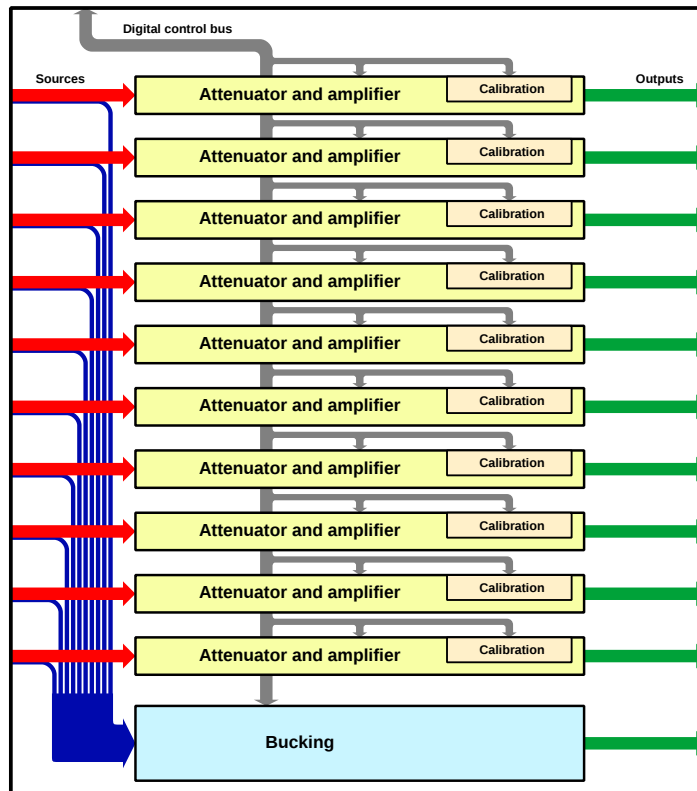 Digital control bus
Sources
Outputs
Attenuator and amplifier
Calibration
Attenuator and amplifier
Calibration
Attenuator and amplifier
Calibration
Attenuator and amplifier
Calibration
Attenuator and amplifier
Calibration
Attenuator and amplifier
Calibration
Attenuator and amplifier
Calibration
Attenuator and amplifier
Calibration
Attenuator and amplifier
Calibration
Attenuator and amplifier
Calibration
Bucking